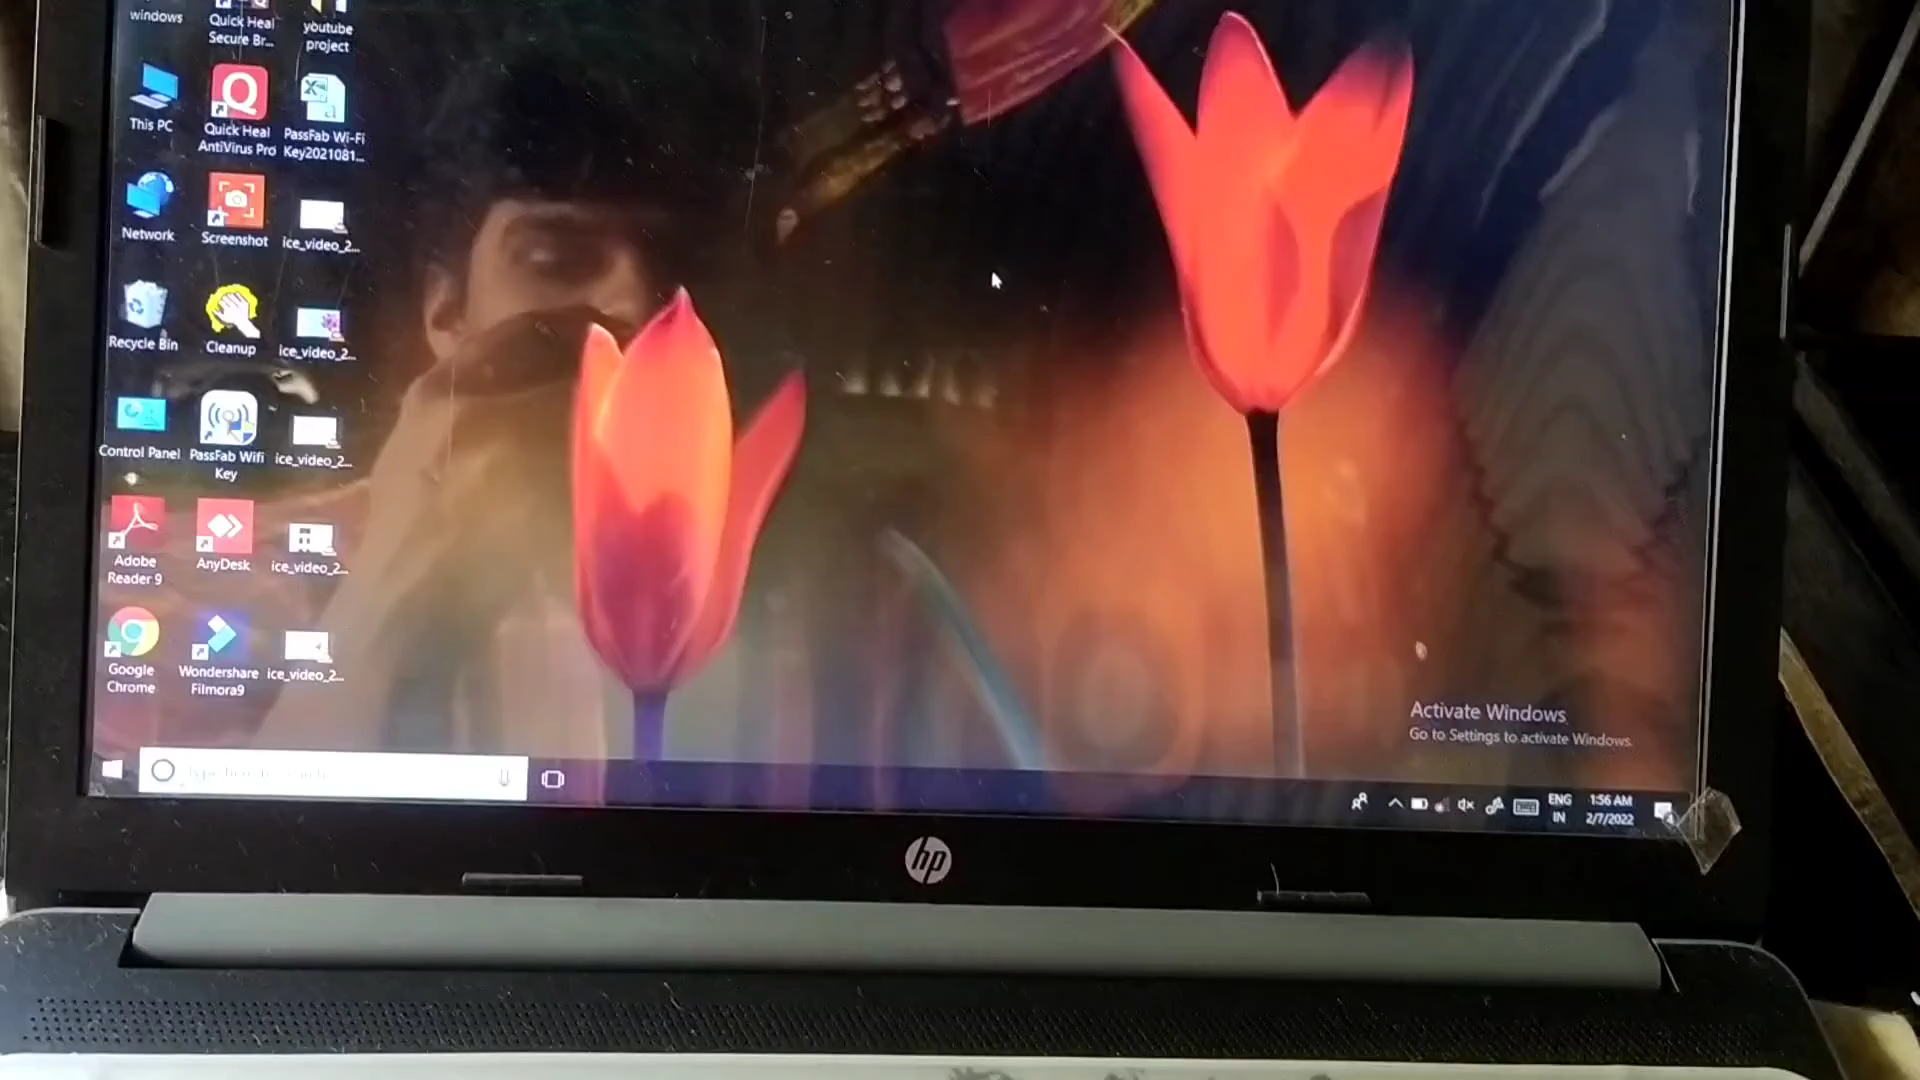 windows
Quick Heal
Secure Br...
youtube
project
This PC
Quick Heal
AntiVirus Pro
PassFab Wi-Fi
Key2021081...
Network
Screenshot
ice_video_2...
Recycle Bin
Cleanup
ice_video_2...
Control Panel
PassFab Wifi
Key
ice_video_2...
Adobe
Reader 9
AnyDesk
ice_video_2...
Google
Chrome
Wondershare
Filmora9
ice_video_2...
Activate Windows
Go to Settings to activate Windows.
ENG
IN
1:56 AM
2/7/2022
hp